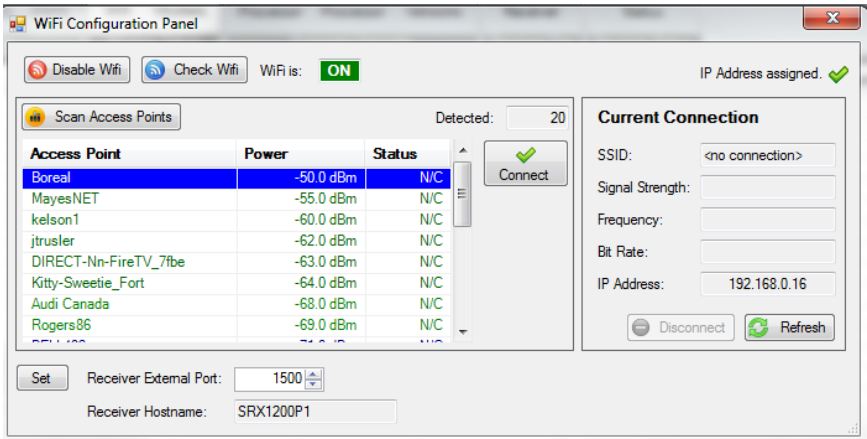 WiFi Configuration Panel
Disable Wifi Check Wifi WiFi is: ON
IP Address assigned.
Scan Access Points Detected: 20
Access Point Power Status
Boreal -50.0 dBm N/C
MayesNET -55.0 dBm N/C
kelson1 -60.0 dBm N/C
jtrusler -62.0 dBm N/C
DIRECT-Nn-FireTV_7fbe -63.0 dBm N/C
Kitty-Sweetie_Fort -64.0 dBm N/C
Audi Canada -68.0 dBm N/C
Rogers86 -69.0 dBm N/C
Connect
Current Connection
SSID: <no connection>
Signal Strength:
Frequency:
Bit Rate:
IP Address: 192.168.0.16
Disconnect Refresh
Set Receiver External Port: 1500
Receiver Hostname: SRX1200P1